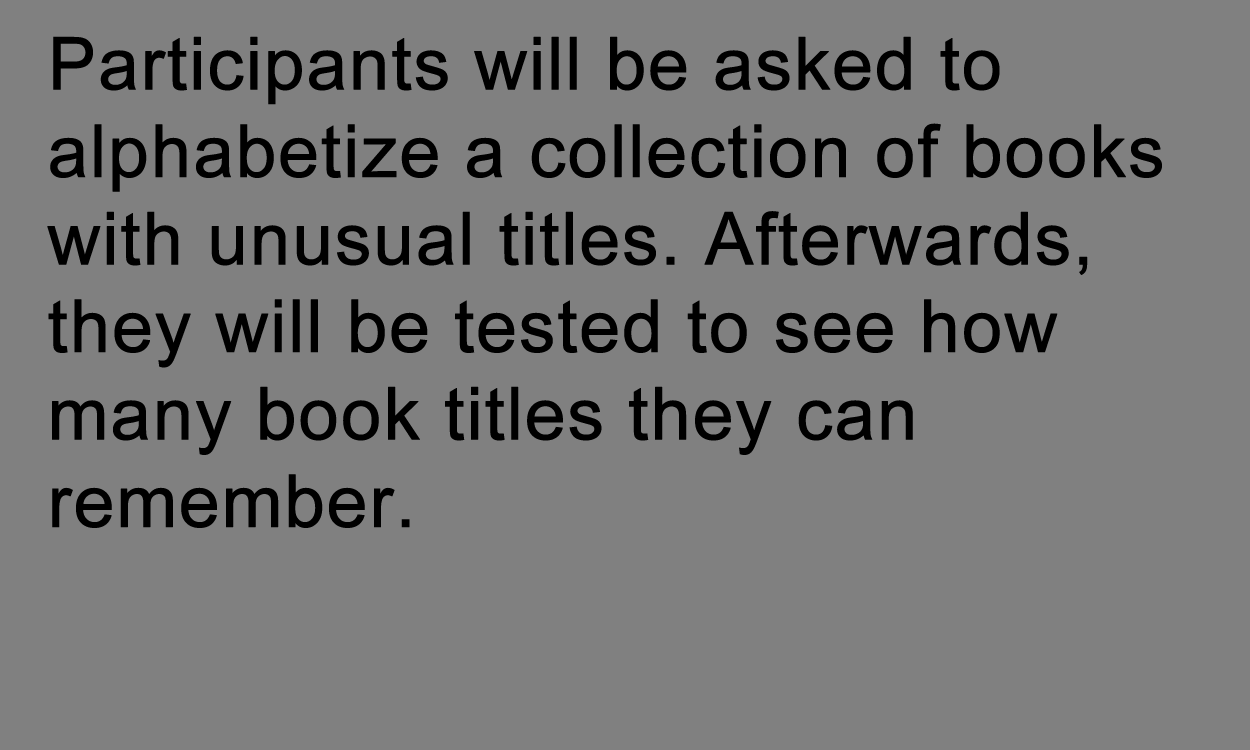 Participants will be asked to
alphabetize a collection of books
with unusual titles. Afterwards,
they will be tested to see how
many book titles they can
remember.